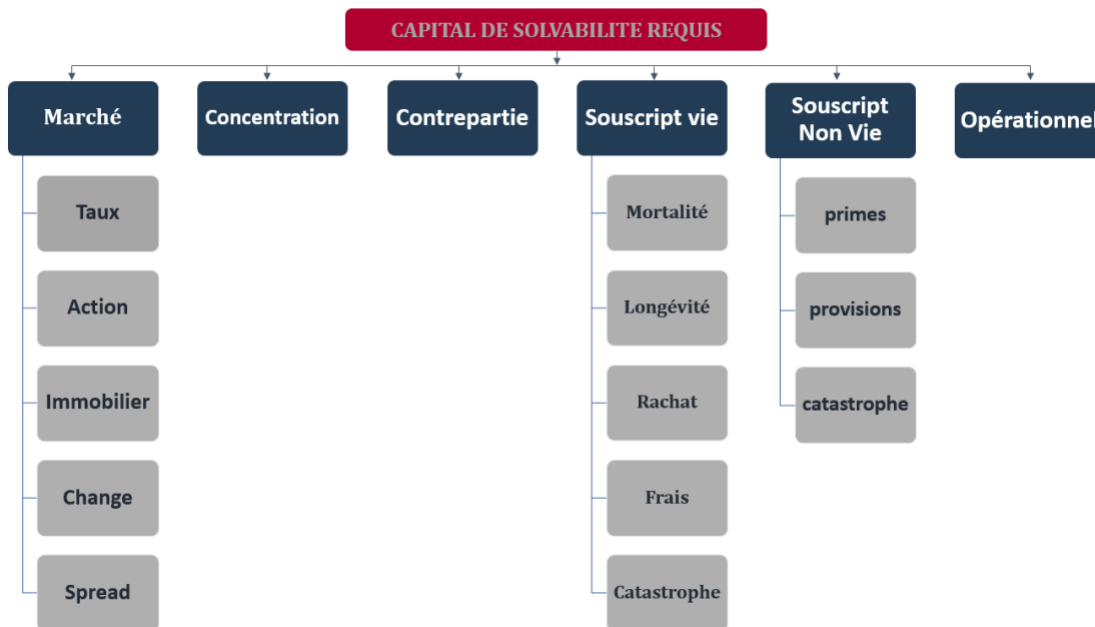 CAPITAL DE SOLVABILITE REQUIS
Marché
Concentration
Contrepartie
Souscript vie
Souscript
Non Vie
Opérationnel
Taux
Action
Immobilier
Change
Spread
Mortalité
Longévité
Rachat
Frais
Catastrophe
primes
provisions
catastrophe